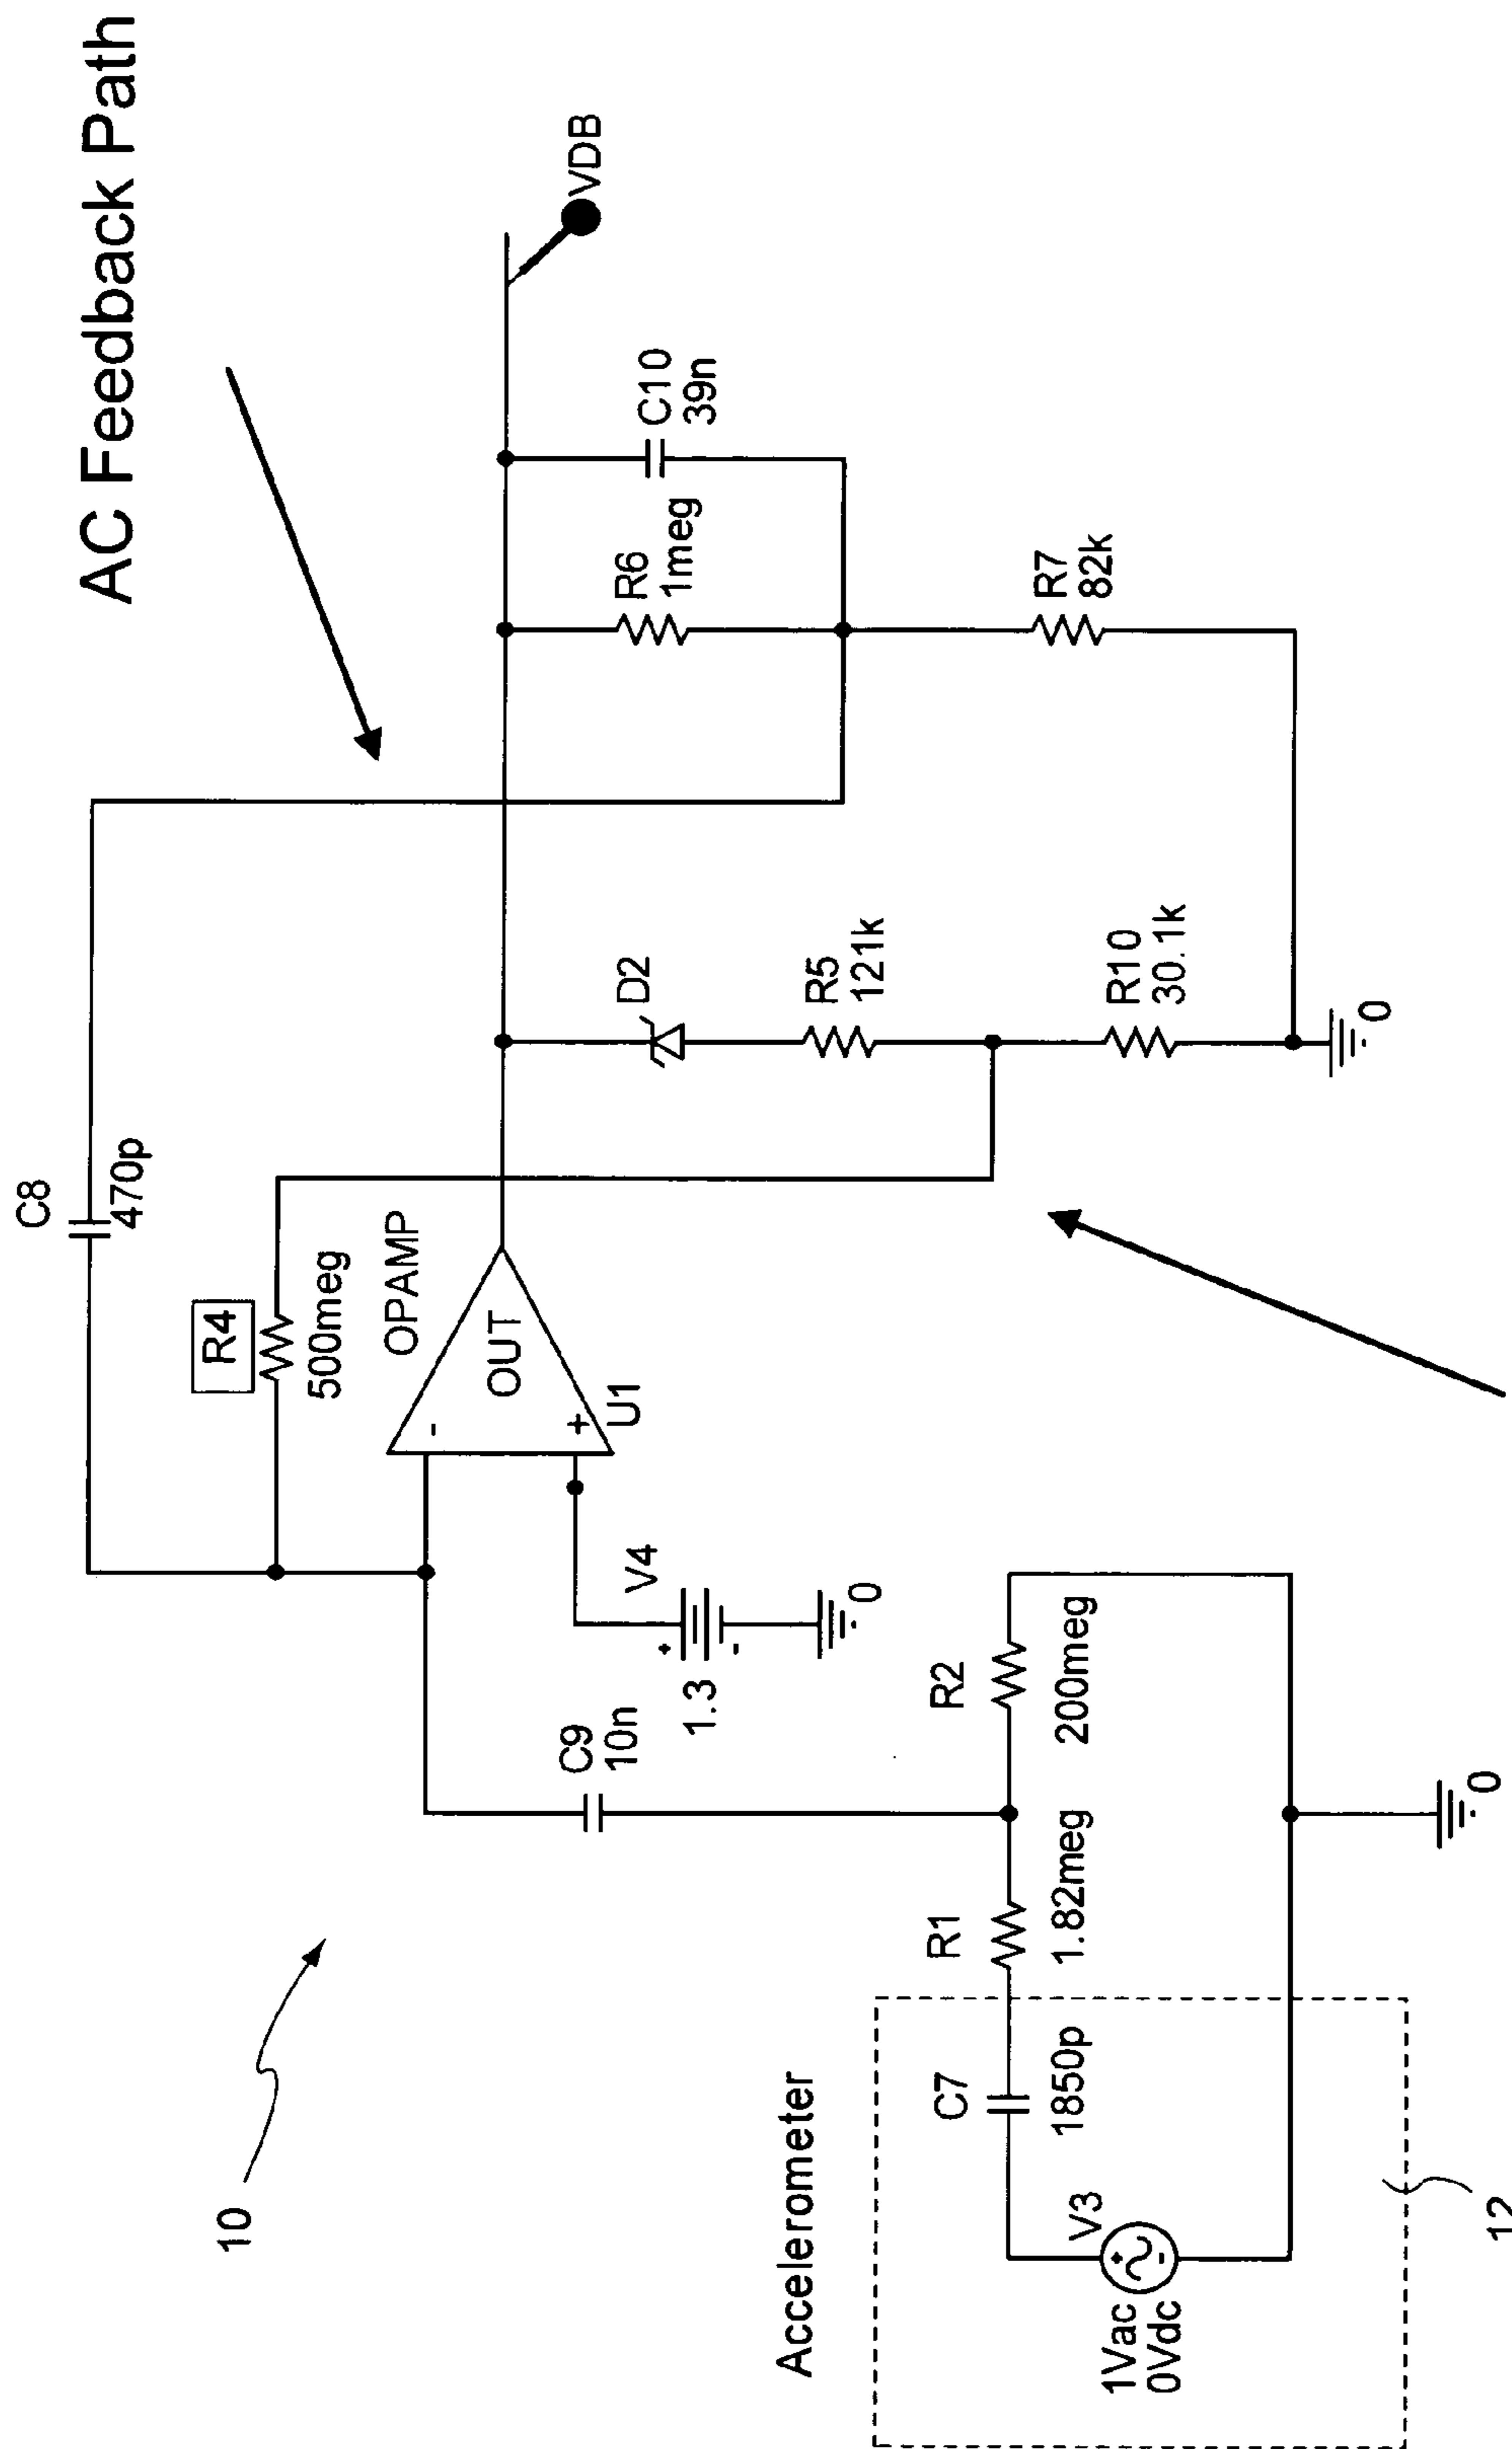 AC Feedback Path
C8
470p
R4
500meg
OPAMP
-
OUT
+
U1
VDB
R6
1meg
C10
39n
D2
R5
121k
R7
82k
R10
30.1k
0
V4
+
-
1.3
0
C9
10n
10
Accelerometer
C7
1850p
R1
1.82meg
R2
200meg
V3
+
-
1Vac
0Vdc
0
12